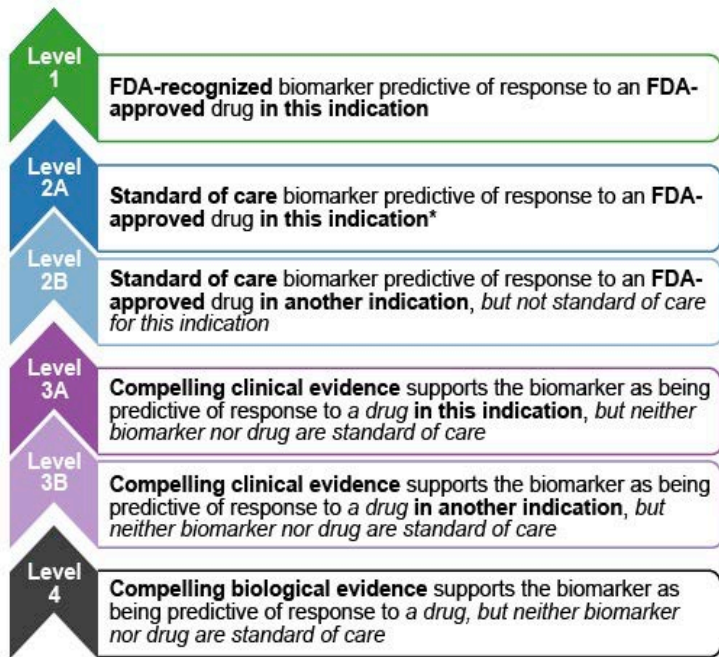 Level
1
FDA-recognized biomarker predictive of response to an FDA-
approved drug in this indication
Level
2A
Standard of care biomarker predictive of response to an FDA-
approved drug in this indication*
Level
2B
Standard of care biomarker predictive of response to an FDA-
approved drug in another indication, but not standard of care
for this indication
Level
3A
Compelling clinical evidence supports the biomarker as being
predictive of response to a drug in this indication, but neither
biomarker nor drug are standard of care
Level
3B
Compelling clinical evidence supports the biomarker as being
predictive of response to a drug in another indication, but
neither biomarker nor drug are standard of care
Level
4
Compelling biological evidence supports the biomarker as
being predictive of response to a drug, but neither biomarker
nor drug are standard of care